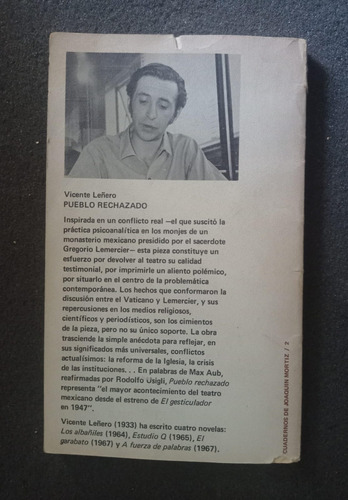 Vicente Leñero
PUEBLO RECHAZADO
Inspirada en un conflicto real —el que suscitó la
práctica psicoanalítica en los monjes de un
monasterio mexicano presidido por el sacerdote
Gregorio Lemercier— esta pieza constituye un
esfuerzo por devolver al teatro su calidad
testimonial, por imprimirle un aliento polémico,
por situarlo en el centro de la problemática
contemporánea. Los hechos que conformaron la
discusión entre el Vaticano y Lemercier, y sus
repercusiones en los medios religiosos,
científicos y periodísticos, son los cimientos
de la pieza, pero no su único soporte. La obra
trasciende la simple anécdota para reflejar, en
sus significados más universales, conflictos
actualísimos: la reforma de la Iglesia, la crisis
de las instituciones. . . En palabras de Max Aub,
reafirmadas por Rodolfo Usigli, Pueblo rechazado
representa "el mayor acontecimiento del teatro
mexicano desde el estreno de El gesticulador
en 1947".
Vicente Leñero (1933) ha escrito cuatro novelas:
Los albañiles (1964), Estudio Q (1965), El
garabato (1967) y A fuerza de palabras (1967).
CUADERNOS DE JOAQUIN MORTIZ / 2